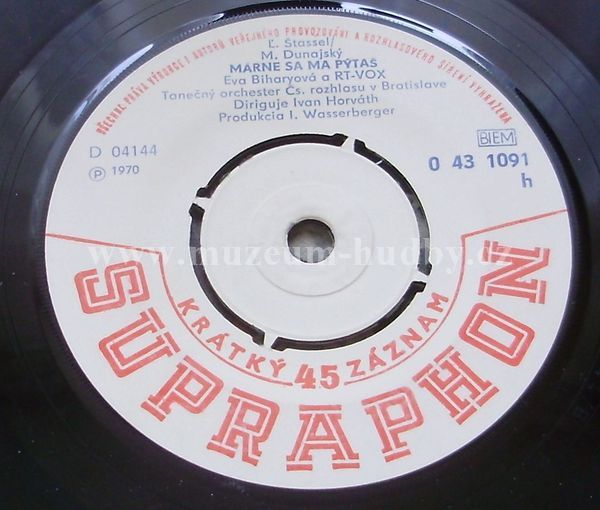 VŠECHNA PRÁVA VÝROBCE I AUTORŮ VEŘEJNÉHO PROVOZOVÁNÍ A ROZHLASOVÉHO ŠÍŘENÍ VYHRAŽENA
Ľ. Stassel/
M. Dunajský
MÁRNE SA MA PÝTAŠ
Eva Biharyová a RT-VOX
Tanečný orchester Čs. rozhlasu v Bratislave
Diriguje Ivan Horváth
Produkcia I. Wasserberger
D 04144
Ⓟ 1970
BIEM
0 43 1091
h
www.muzeum-hudby.cz
KRÁTKÝ 45 ZÁZNAM
SUPRAPHON